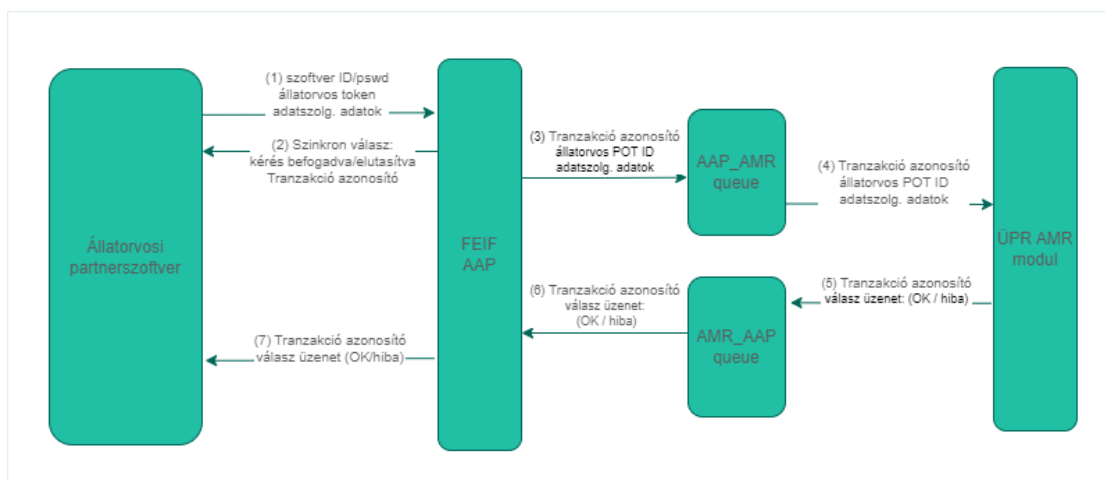 (1) szoftver ID/pswd
állatorvos token
adatszolg. adatok
(2) Szinkron válasz:
kérés befogadva/elutasítva
Tranzakció azonosító
(3) Tranzakció azonosító
állatorvos POT ID
adatszolg. adatok
AAP_AMR
queue
(4) Tranzakció azonosító
állatorvos POT ID
adatszolg. adatok
Állatorvosi
partnerszoftver
FEIF
AAP
ÜPR AMR
modul
(5) Tranzakció azonosító
válasz üzenet: (OK / hiba)
(6) Tranzakció azonosító
válasz üzenet:
(OK / hiba)
AMR_AAP
queue
(7) Tranzakció azonosító
válasz üzenet (OK/hiba)